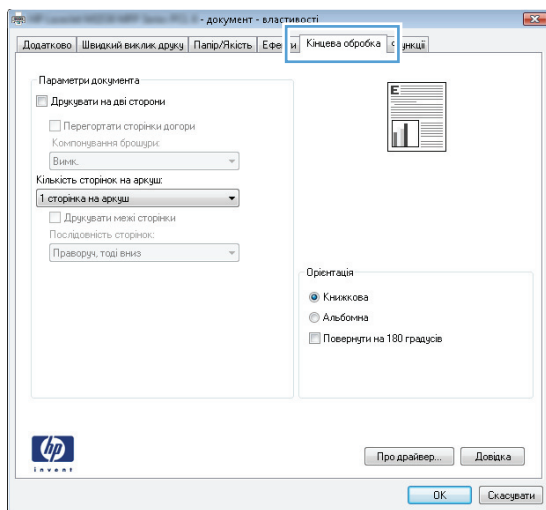 - документ - властивості
Додатково Швидкий виклик друку Папір/Якість Кінцева обробка
Параметри документа
Друкувати на дві сторони
Перегортати сторінки догори
Компонування брошури:
Вимк.
Кількість сторінок на аркуш:
1 сторінка на аркуш
Друкувати межі сторінки
Послідовність сторінок:
Праворуч, тоді вниз
E
Орієнтація
Книжкова
Альбомна
Повернути на 180 градусів
hp
invent
Про драйвер... Довідка
OK Скасувати